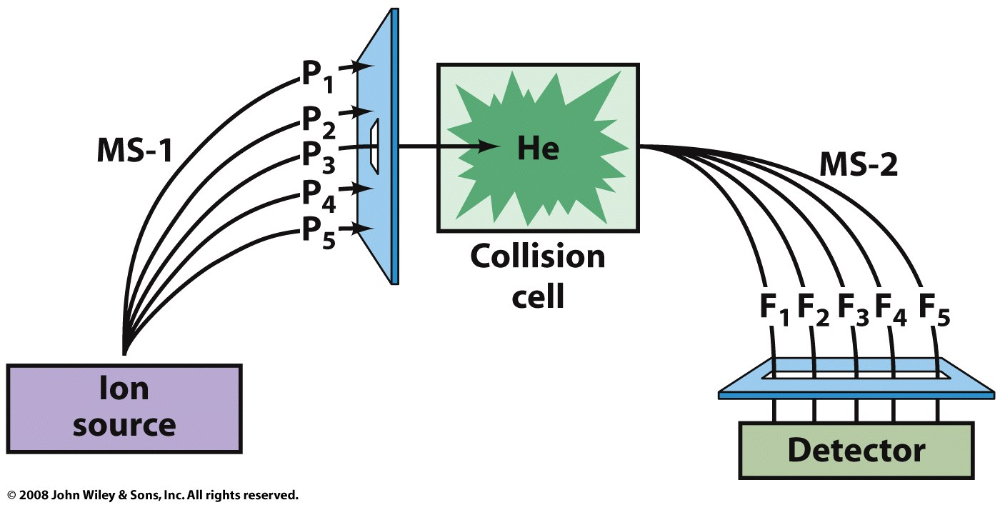 MS-1
P1
P2
P3
P4
P5
Ion
source
He
Collision
cell
MS-2
F1 F2 F3 F4 F5
Detector
© 2008 John Wiley & Sons, Inc. All rights reserved.